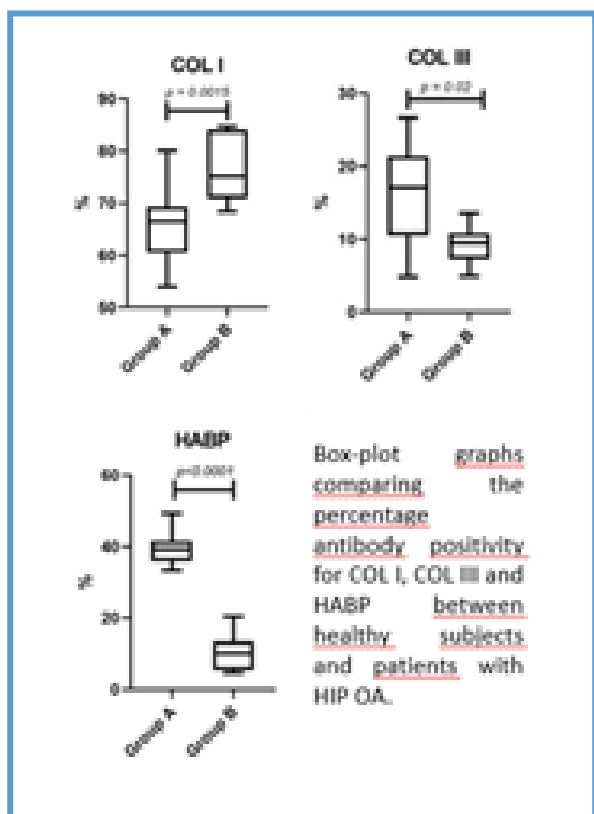 COL I
p = 0.0015
90
80
70
60
50
%
Group A
Group B
COL III
p = 0.02
30
20
10
0
%
Group A
Group B
HABP
p<0.0001
60
40
20
0
%
Group A
Group B
Box-plot graphs
comparing the
percentage
antibody positivity
for COL I, COL III and
HABP between
healthy subjects
and patients with
HIP OA.